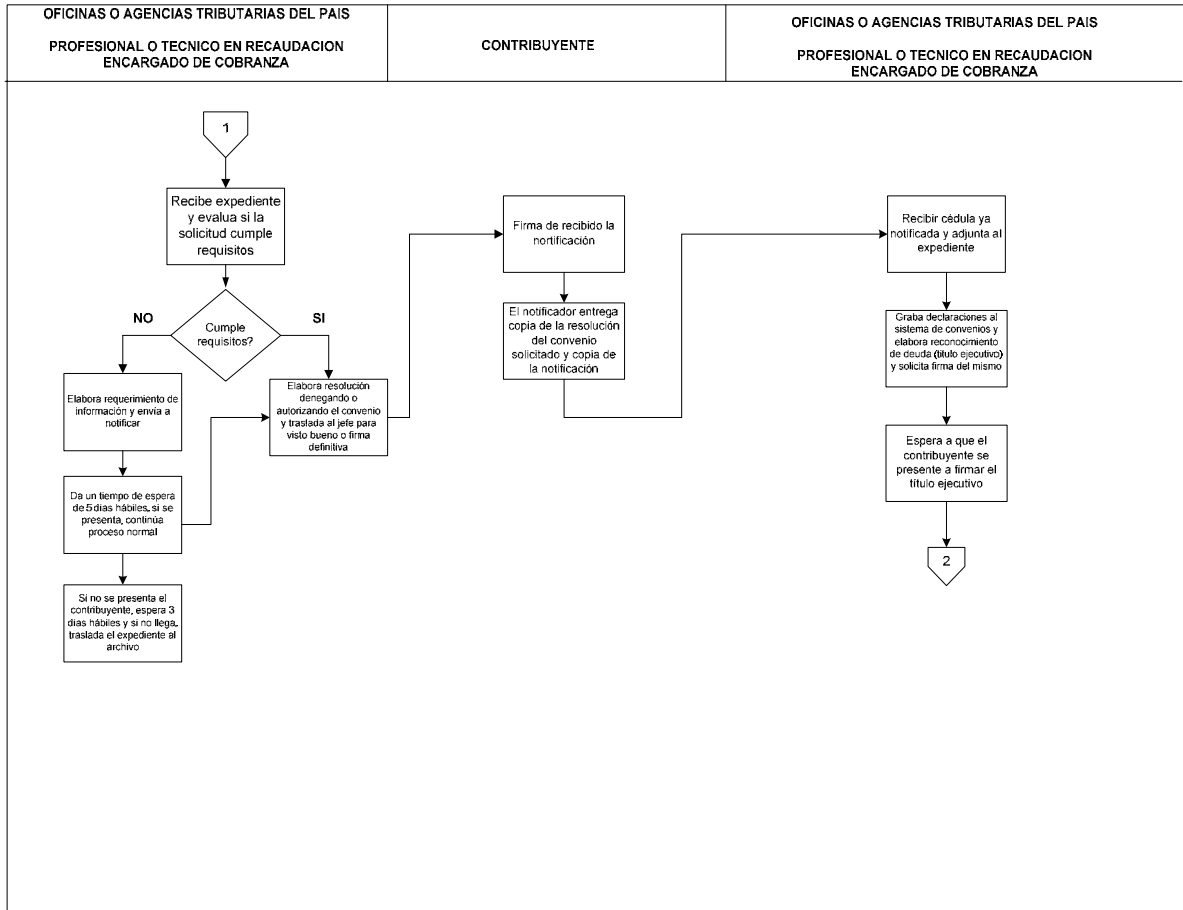 OFICINAS O AGENCIAS TRIBUTARIAS DEL PAIS
PROFESIONAL O TECNICO EN RECAUDACION
ENCARGADO DE COBRANZA
CONTRIBUYENTE
OFICINAS O AGENCIAS TRIBUTARIAS DEL PAIS
PROFESIONAL O TECNICO EN RECAUDACION
ENCARGADO DE COBRANZA
1
Recibe expediente
y evalua si la
solicitud cumple
requisitos
NO
Cumple
requisitos?
SI
Elabora requerimiento de
información y envía a
notificar
Elabora resolución
denegando o
autorizando el convenio
y traslada al jefe para
visto bueno o firma
definitiva
Da un tiempo de espera
de 5 días hábiles, si se
presenta, continúa
proceso normal
Si no se presenta el
contribuyente, espera 3
días hábiles y si no llega,
traslada el expediente al
archivo
Firma de recibido la
nortificación
El notificador entrega
copia de la resolución
del convenio
solicitado y copia de
la notificación
Recibir cédula ya
notificada y adjunta al
expediente
Graba declaraciones al
sistema de convenios y
elabora reconocimiento
de deuda (titulo ejecutivo)
y solicita firma del mismo
Espera a que el
contribuyente se
presente a firmar el
título ejecutivo
2